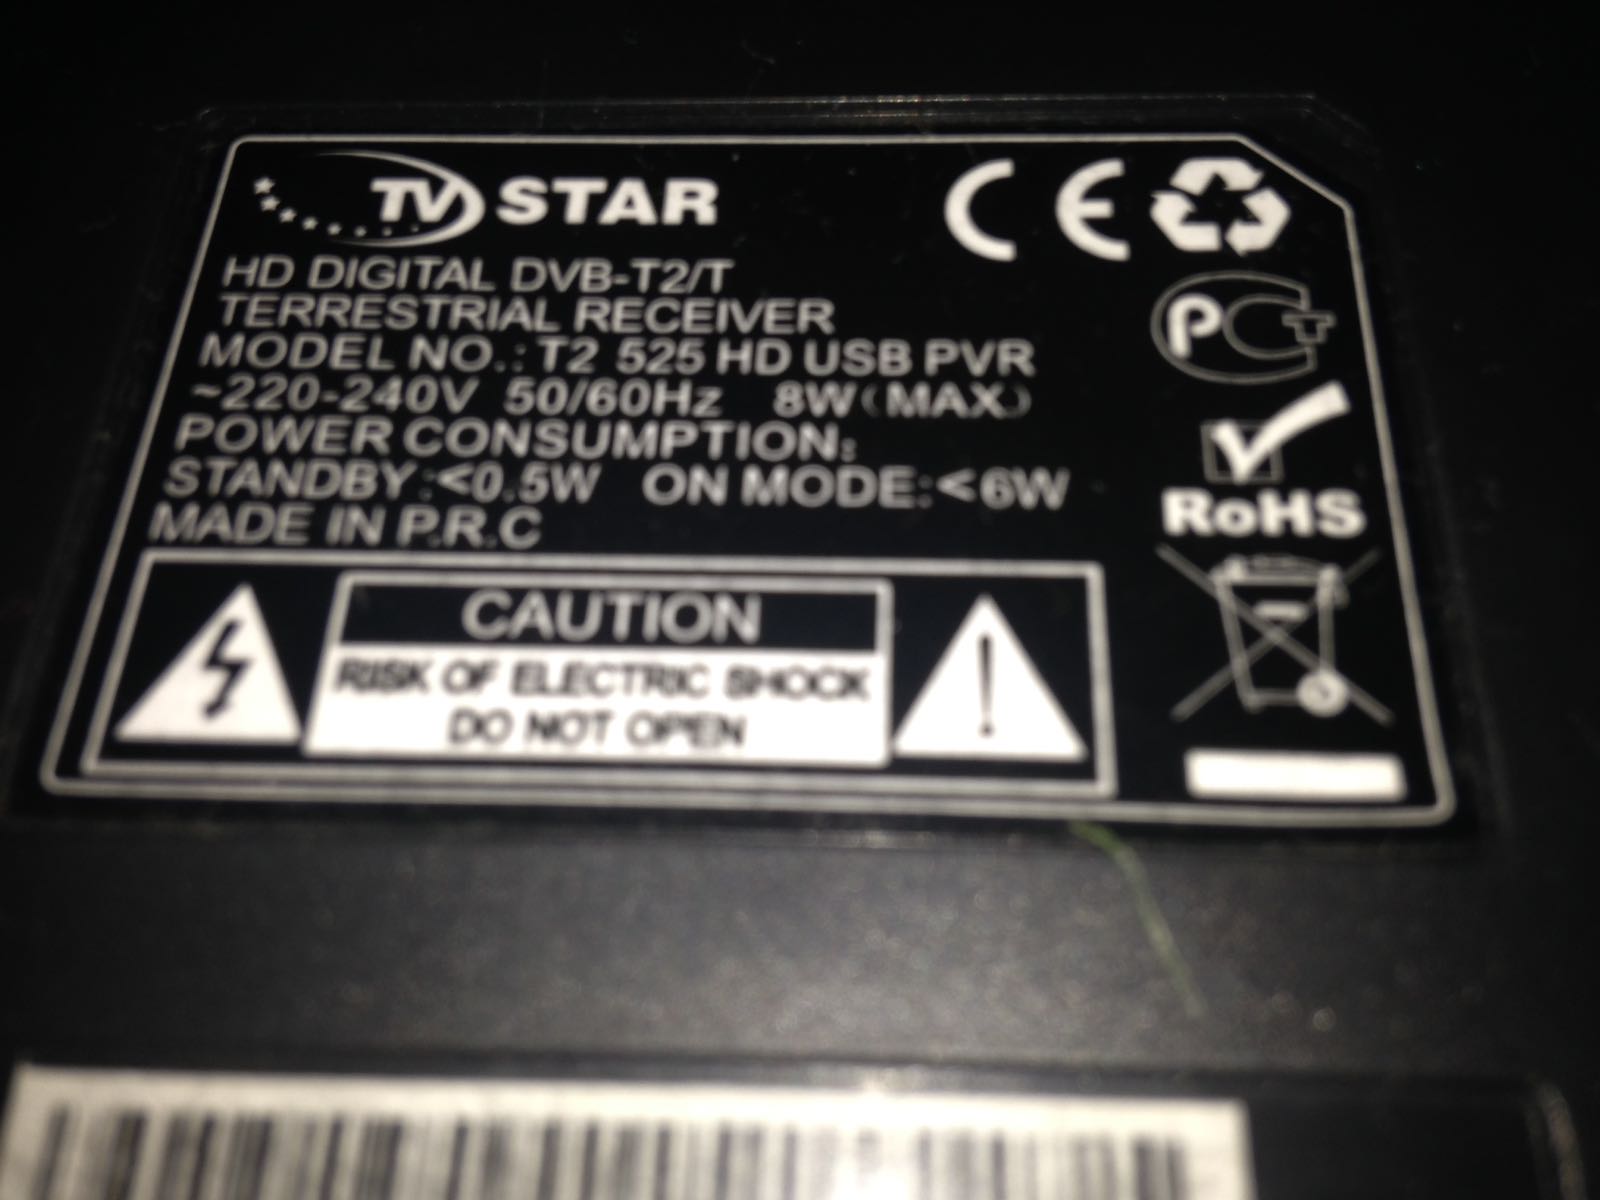 TV STAR
CE
HD DIGITAL DVB-T2/T
TERRESTRIAL RECEIVER
MODEL NO.: T2 525 HD USB PVR
~220-240V 50/60Hz 8W (MAX)
POWER CONSUMPTION:
STANDBY:<0.5W ON MODE:<6W
MADE IN P.R.C
PCT
RoHS
CAUTION
RISK OF ELECTRIC SHOCK
DO NOT OPEN